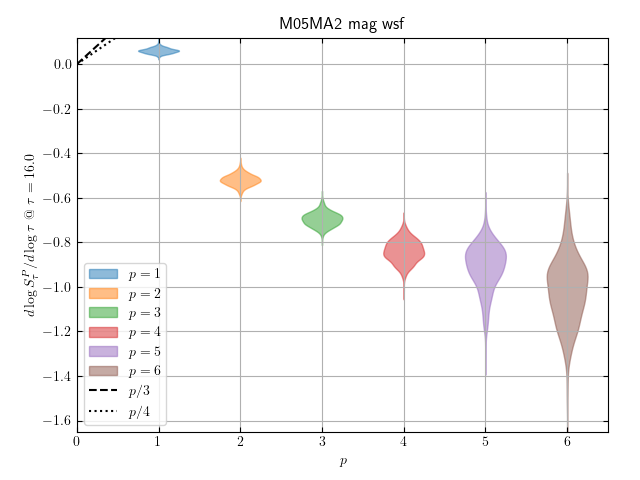 M05MA2 mag wsf
d log S_τ^P / d log τ @ τ = 16.0
0.0
−0.2
−0.4
−0.6
−0.8
−1.0
−1.2
−1.4
−1.6
p = 1
p = 2
p = 3
p = 4
p = 5
p = 6
p/3
p/4
0 1 2 3 4 5 6
p